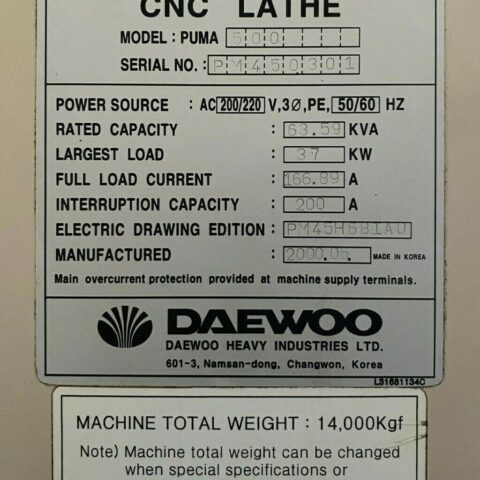 CNC LATHE
MODEL : PUMA 500
SERIAL NO. : PM450301
POWER SOURCE : AC 200/220 V, 3Ø, PE, 50/60 HZ
RATED CAPACITY : 63.59 KVA
LARGEST LOAD : 37 KW
FULL LOAD CURRENT : 166.89 A
INTERRUPTION CAPACITY : 200 A
ELECTRIC DRAWING EDITION : PM45H681A0
MANUFACTURED : 2000.05. MADE IN KOREA
Main overcurrent protection provided at machine supply terminals.
DAEWOO
DAEWOO HEAVY INDUSTRIES LTD.
601-3, Namsan-dong, Changwon, Korea
L31681134C
MACHINE TOTAL WEIGHT : 14,000Kgf
Note) Machine total weight can be changed
when special specifications or